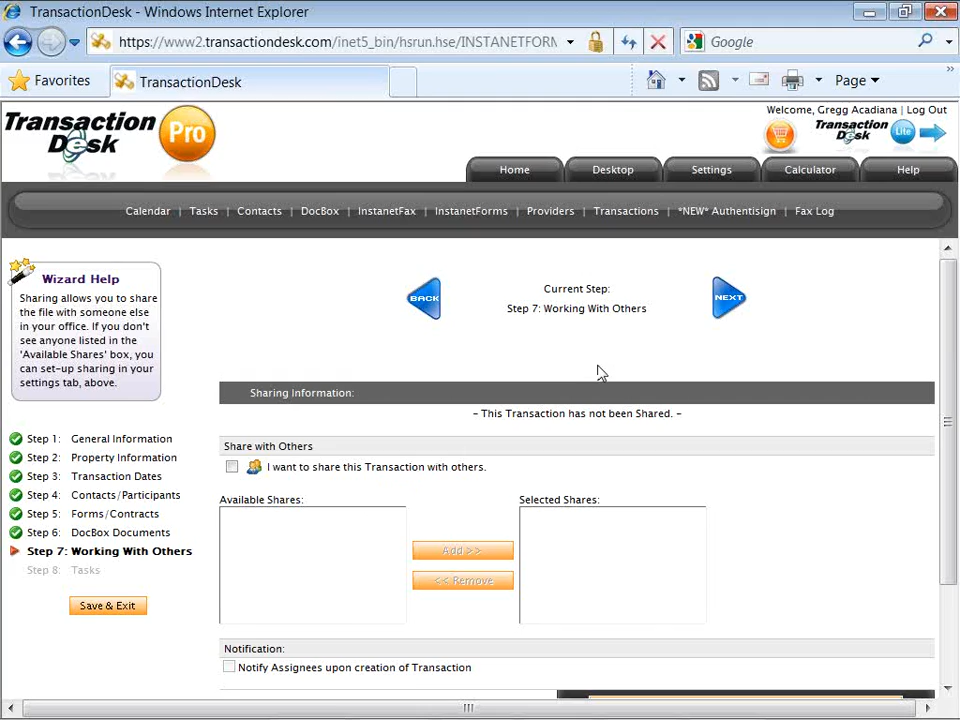 TransactionDesk - Windows Internet Explorer
https://www2.transactiondesk.com/inet5_bin/hsrun.hse/INSTANETFORM
Google
Favorites
TransactionDesk
Page
Transaction Desk
Pro
Welcome, Gregg Acadiana | Log Out
Transaction Desk
Lite
Home
Desktop
Settings
Calculator
Help
Calendar | Tasks | Contacts | DocBox | InstanetFax | InstanetForms | Providers | Transactions | *NEW* Authentisign | Fax Log
Wizard Help
Sharing allows you to share
the file with someone else
in your office. If you don't
see anyone listed in the
'Available Shares' box, you
can set-up sharing in your
settings tab, above.
BACK
Current Step:
Step 7: Working With Others
NEXT
Sharing Information:
- This Transaction has not been Shared. -
Step 1: General Information
Step 2: Property Information
Step 3: Transaction Dates
Step 4: Contacts/Participants
Step 5: Forms/Contracts
Step 6: DocBox Documents
Step 7: Working With Others
Step 8: Tasks
Save & Exit
Share with Others
I want to share this Transaction with others.
Available Shares:
Selected Shares:
Add >>
<< Remove
Notification:
Notify Assignees upon creation of Transaction